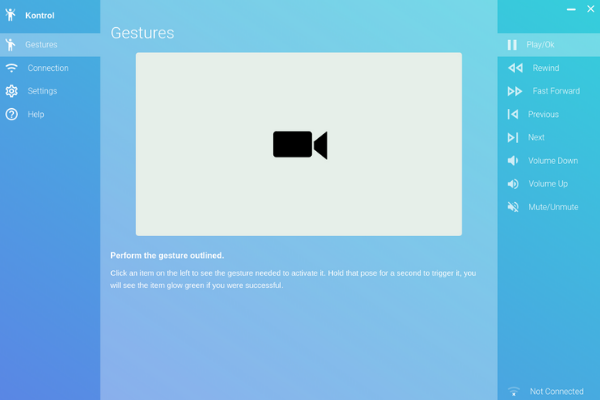 Kontrol
Gestures
Connection
Settings
Help
Gestures
Perform the gesture outlined.
Click an item on the left to see the gesture needed to activate it. Hold that pose for a second to trigger it, you
will see the item glow green if you were successful.
Play/Ok
Rewind
Fast Forward
Previous
Next
Volume Down
Volume Up
Mute/Unmute
Not Connected